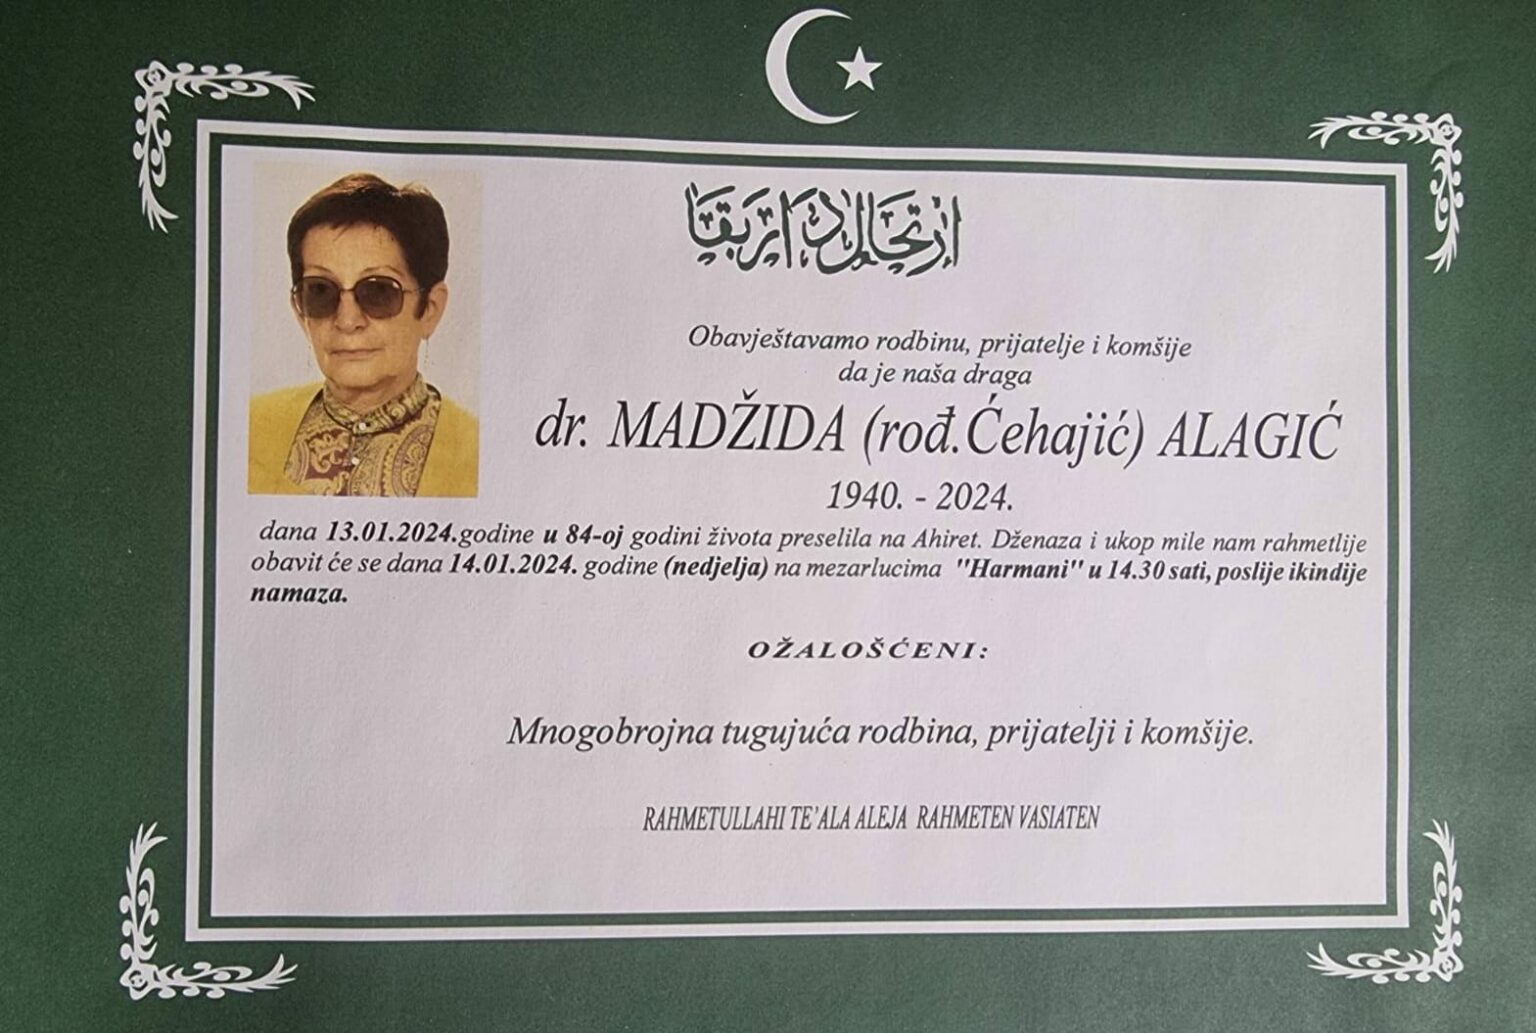 ارتحال دار بقا
Obavještavamo rodbinu, prijatelje i komšije
da je naša draga
dr. MADŽIDA (rođ.Ćehajić) ALAGIĆ
1940. - 2024.
dana 13.01.2024.godine u 84-oj godini života preselila na Ahiret. Dženaza i ukop mile nam rahmetlije
obavit će se dana 14.01.2024. godine (nedjelja) na mezarlucima "Harmani" u 14.30 sati, poslije ikindije
namaza.
OŽALOŠĆENI:
Mnogobrojna tugujuća rodbina, prijatelji i komšije.
RAHMETULLAHI TE'ALA ALEJA RAHMETEN VASIATEN